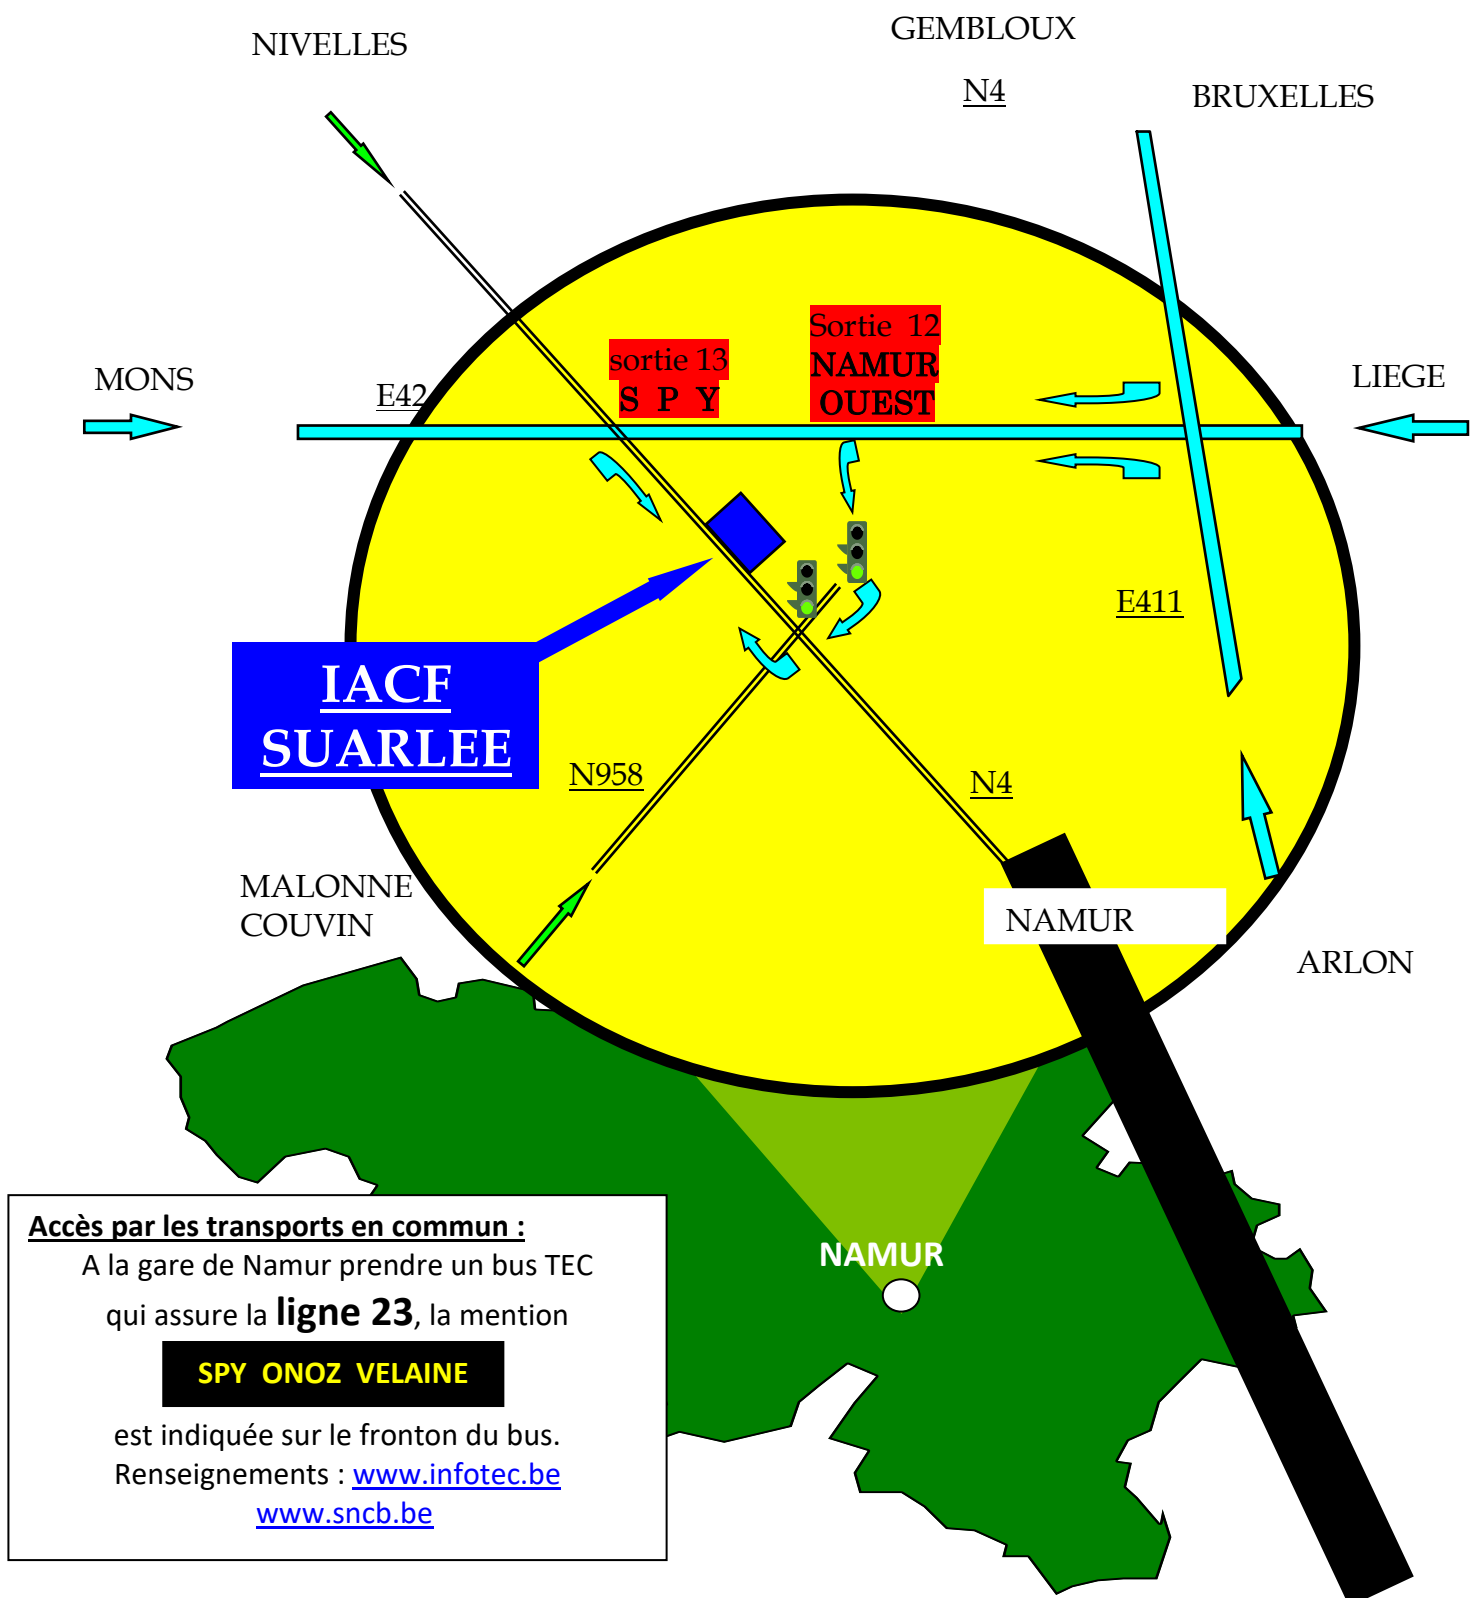 GEMBLOUX
NIVELLES
N4
BRUXELLES
Sortie 12
NAMUR
OUEST
sortie 13
S P Y
MONS
E42
LIEGE
E411
IACF
SUARLEE
N958
N4
MALONNE
COUVIN
NAMUR
ARLON
Accès par les transports en commun :
A la gare de Namur prendre un bus TEC
qui assure la ligne 23, la mention
SPY ONOZ VELAINE
est indiquée sur le fronton du bus.
Renseignements : www.infotec.be
www.sncb.be
NAMUR